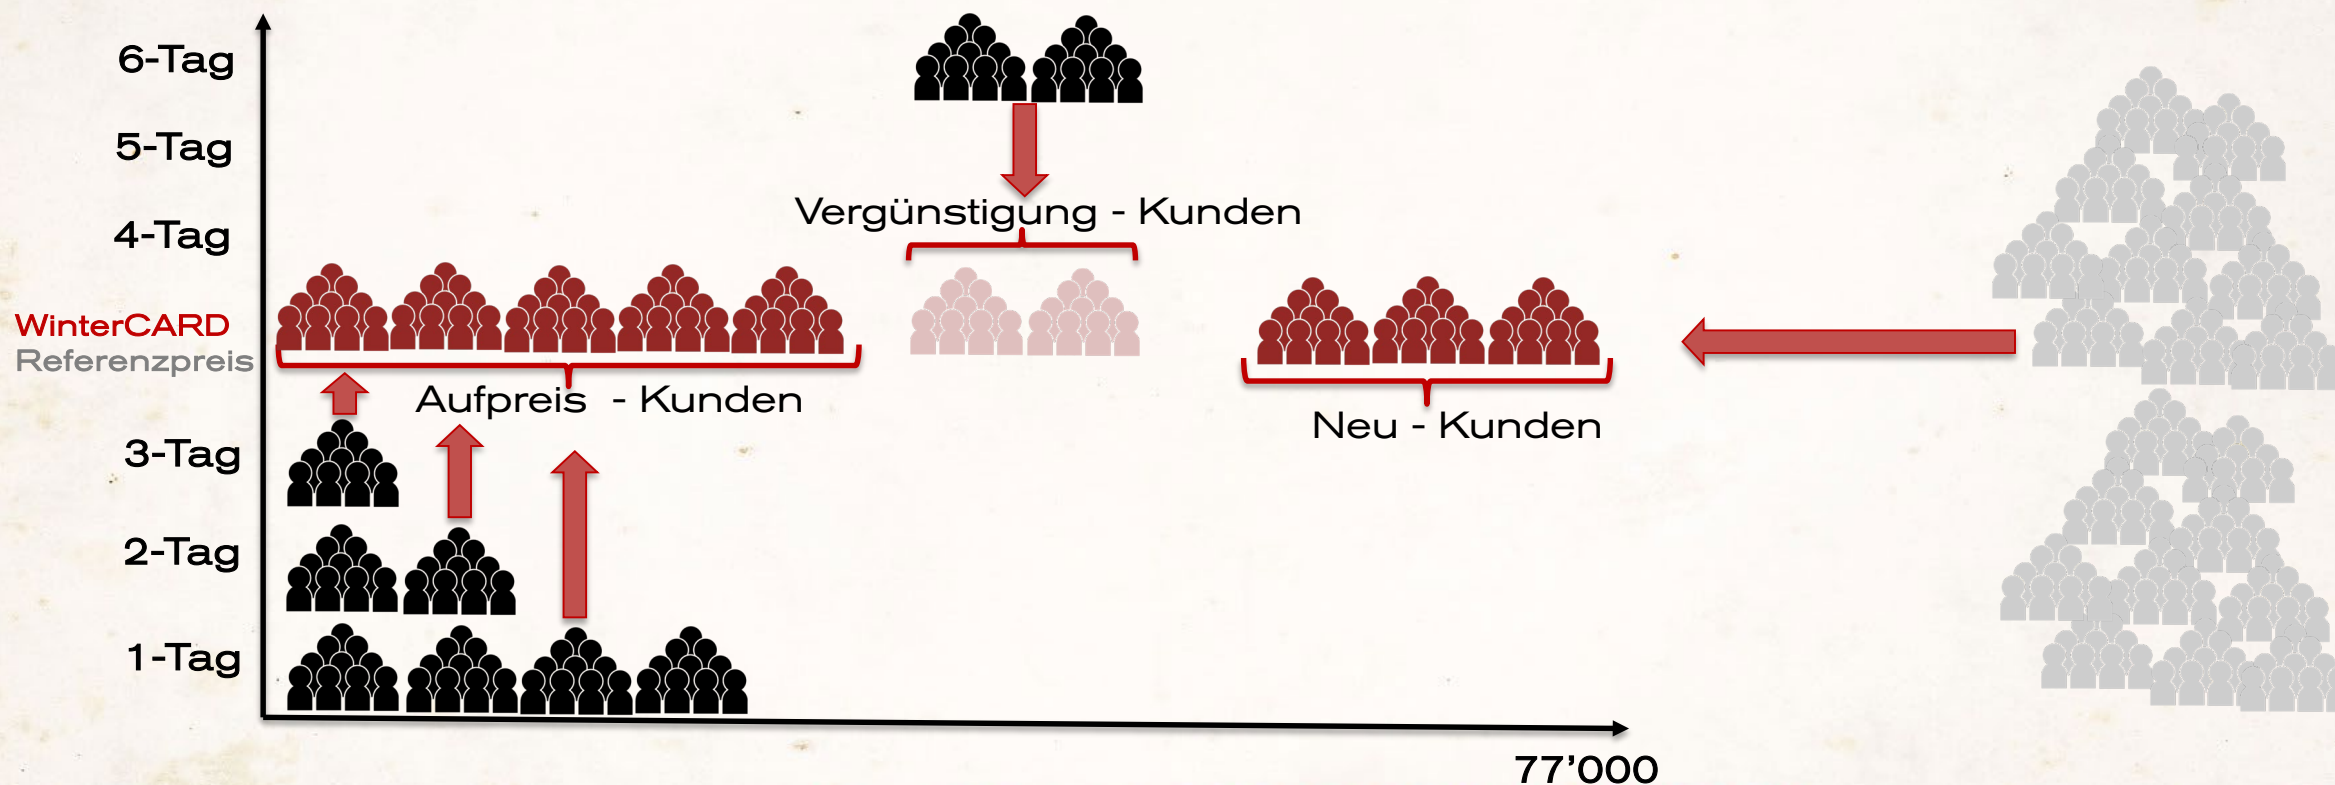 6-Tag
5-Tag
Vergünstigung - Kunden
4-Tag
WinterCARD
Referenzpreis
Aufpreis  - Kunden
Neu - Kunden
3-Tag
2-Tag
1-Tag
77’000